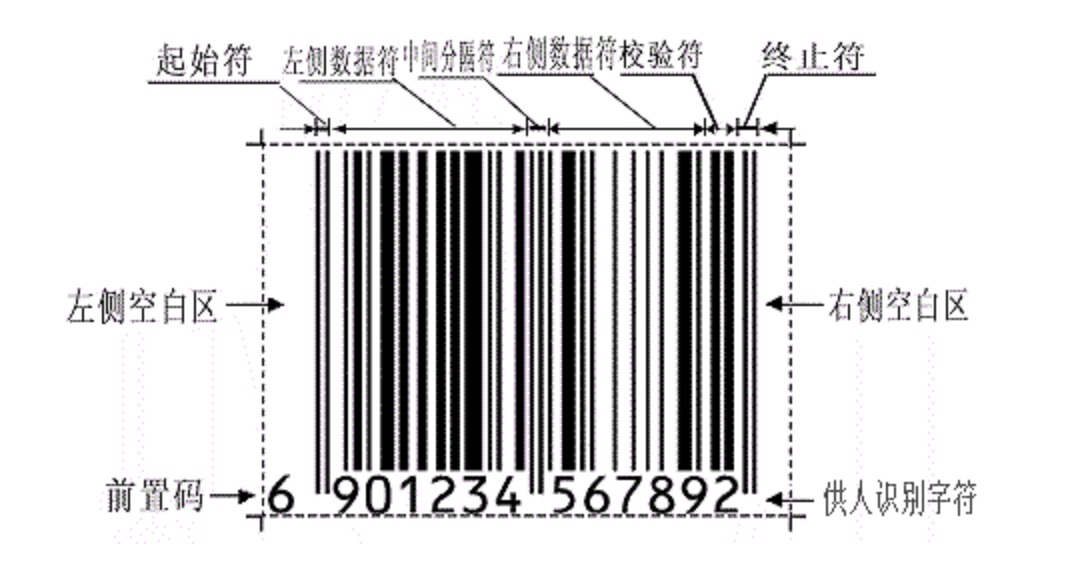 起始符 左侧数据符 中间分隔符 右侧数据符 校验符 终止符
左侧空白区 右侧空白区
前置码 6 901234 567892 供人识别字符